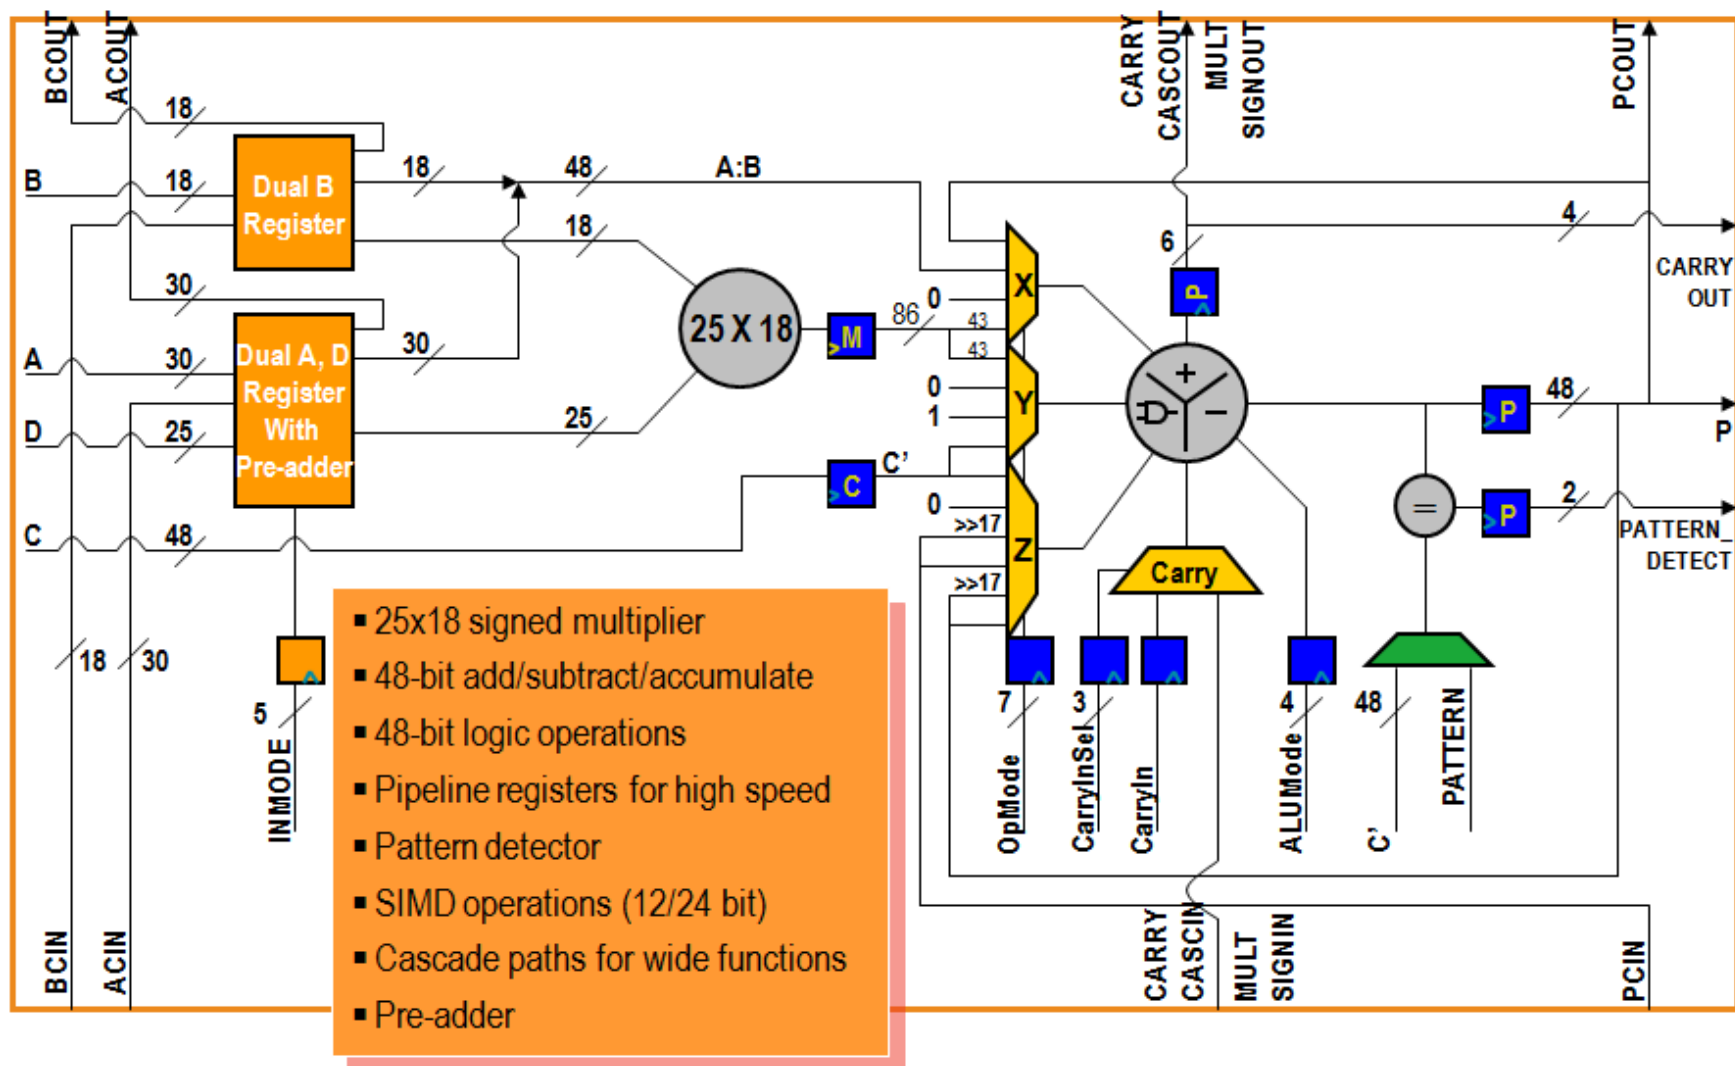 BCOUT
ACOUT
CARRY
CASCOUT
MULT
SIGNOUT
PCOUT
18
B
18
Dual B
Register
18
48
A:B
18
4
6
P
CARRY
OUT
30
A
30
Dual A, D
Register
With
Pre-adder
30
D
25
25
25 X 18
M
86
43
43
0
X
0
1
Y
C
48
C
C’
0
>>17
>>17
Z
+
−
P
48
P
=
P
2
PATTERN_
DETECT
Carry
18
30
5
INMODE
7
OpMode
3
CarryInSel
CarryIn
4
ALUMode
48
C’
PATTERN
▪ 25x18 signed multiplier
▪ 48-bit add/subtract/accumulate
▪ 48-bit logic operations
▪ Pipeline registers for high speed
▪ Pattern detector
▪ SIMD operations (12/24 bit)
▪ Cascade paths for wide functions
▪ Pre-adder
BCIN
ACIN
CARRY
CASCIN
MULT
SIGNIN
PCIN